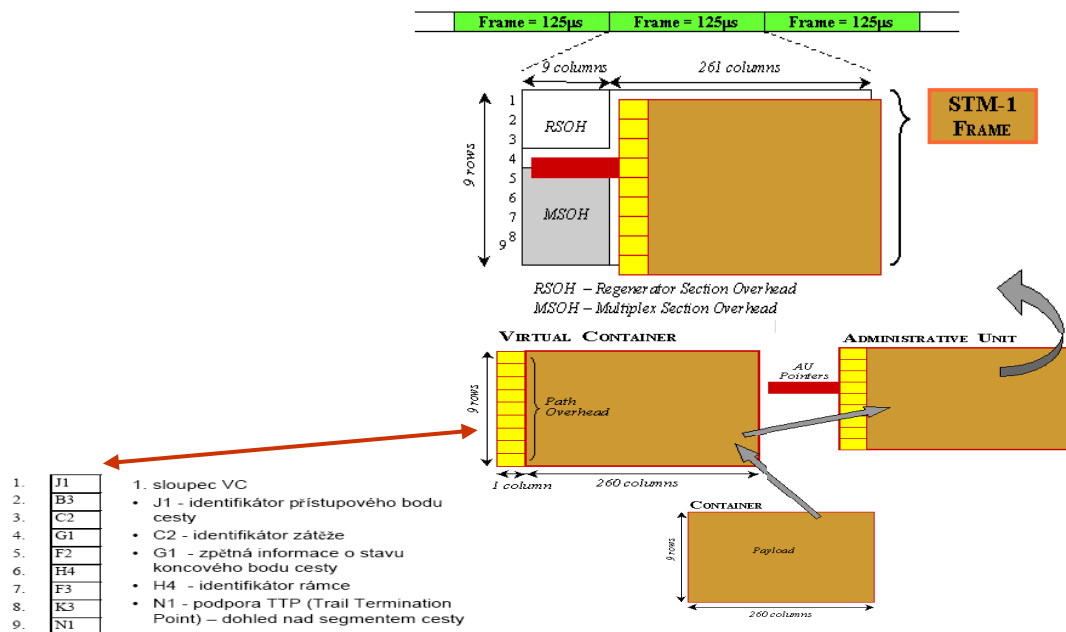 Frame = 125µs Frame = 125µs Frame = 125µs
9 columns 261 columns
STM-1
FRAME
9 rows
1
2
3
4
5
6
7
8
9
RSOH
MSOH
RSOH – Regenerator Section Overhead
MSOH – Multiplex Section Overhead
VIRTUAL CONTAINER
ADMINISTRATIVE UNIT
9 rows
Path
Overhead
AU
Pointers
1 column 260 columns
CONTAINER
9 rows
Payload
260 columns
1. J1
2. B3
3. C2
4. G1
5. F2
6. H4
7. F3
8. K3
9. N1
1. sloupec VC
• J1 - identifikátor přístupového bodu
cesty
• C2 - identifikátor zátěže
• G1 - zpětná informace o stavu
koncového bodu cesty
• H4 - identifikátor rámce
• N1 - podpora TTP (Trail Termination
Point) – dohled nad segmentem cesty